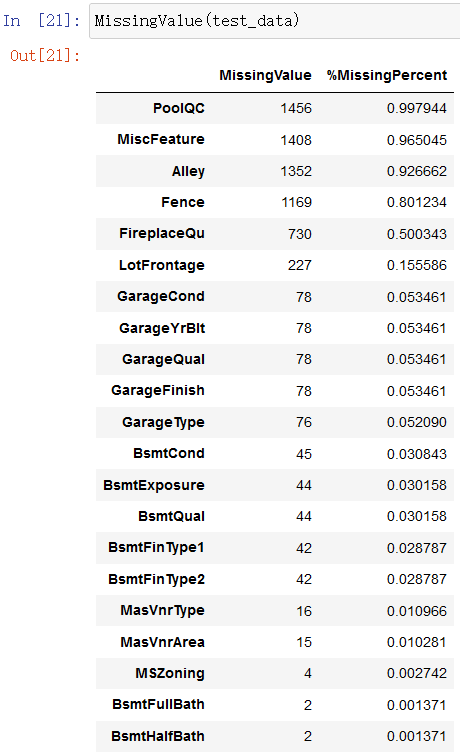 In [21]: MissingValue(test_data)
Out[21]:
MissingValue %MissingPercent
PoolQC 1456 0.997944
MiscFeature 1408 0.965045
Alley 1352 0.926662
Fence 1169 0.801234
FireplaceQu 730 0.500343
LotFrontage 227 0.155586
GarageCond 78 0.053461
GarageYrBlt 78 0.053461
GarageQual 78 0.053461
GarageFinish 78 0.053461
GarageType 76 0.052090
BsmtCond 45 0.030843
BsmtExposure 44 0.030158
BsmtQual 44 0.030158
BsmtFinType1 42 0.028787
BsmtFinType2 42 0.028787
MasVnrType 16 0.010966
MasVnrArea 15 0.010281
MSZoning 4 0.002742
BsmtFullBath 2 0.001371
BsmtHalfBath 2 0.001371